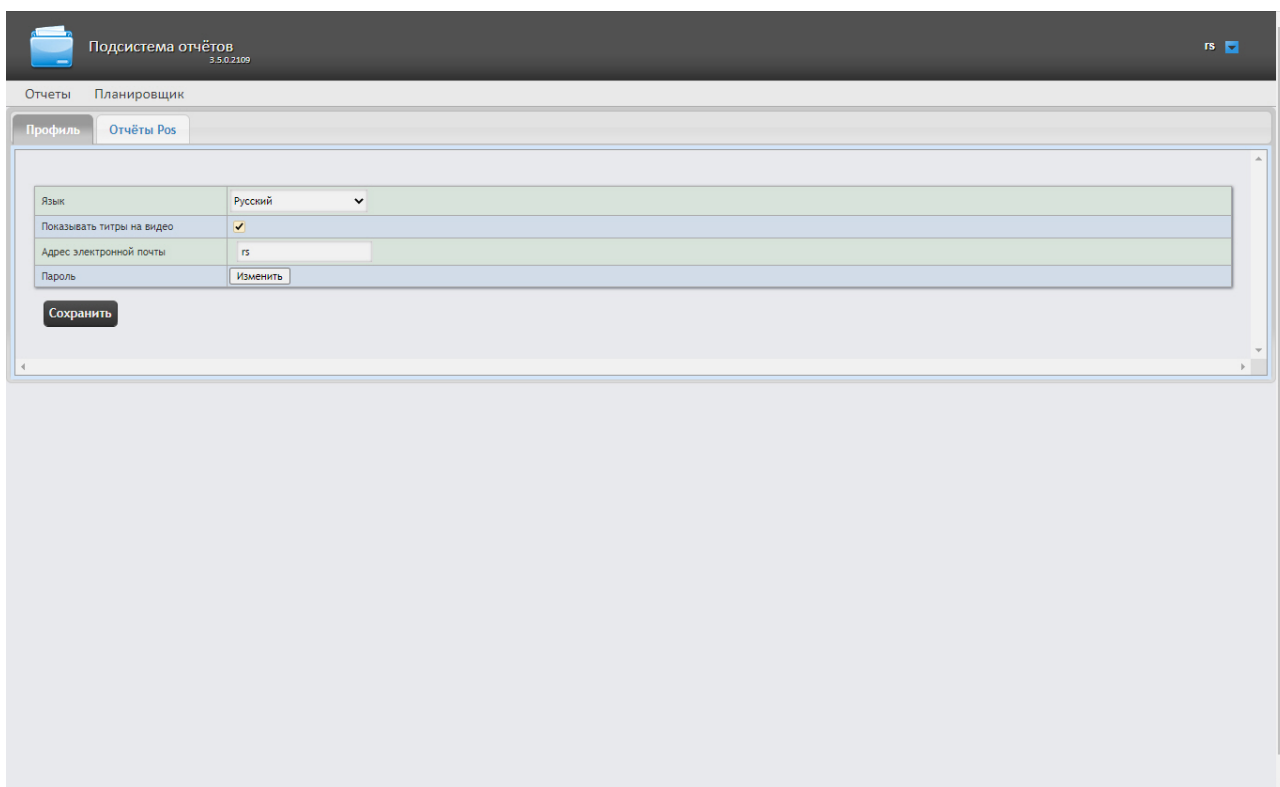 Подсистема отчётов
3.5.0.2109
rs
Отчеты Планировщик
Профиль Отчёты Pos
Язык Русский
Показывать титры на видео
Адрес электронной почты rs
Пароль Изменить
Сохранить